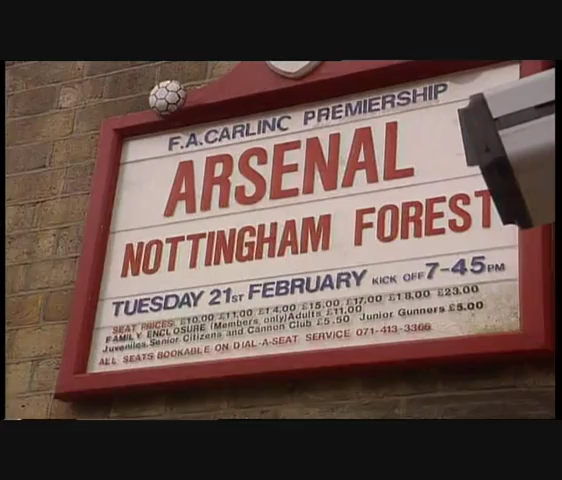 F.A.CARLINC PREMIERSHIP
ARSENAL
NOTTINGHAM FOREST
TUESDAY 21ST FEBRUARY KICK OFF 7-45PM
SEAT PRICES: £10.00 £11.00 £14.00 £15.00 £17.00 £18.00 £23.00
FAMILY ENCLOSURE (Members only)Adults £11.00
Juveniles,Senior Citizens and Cannon Club £5.50 Junior Gunners £5.00
ALL SEATS BOOKABLE ON DIAL-A-SEAT SERVICE 071-413-3366